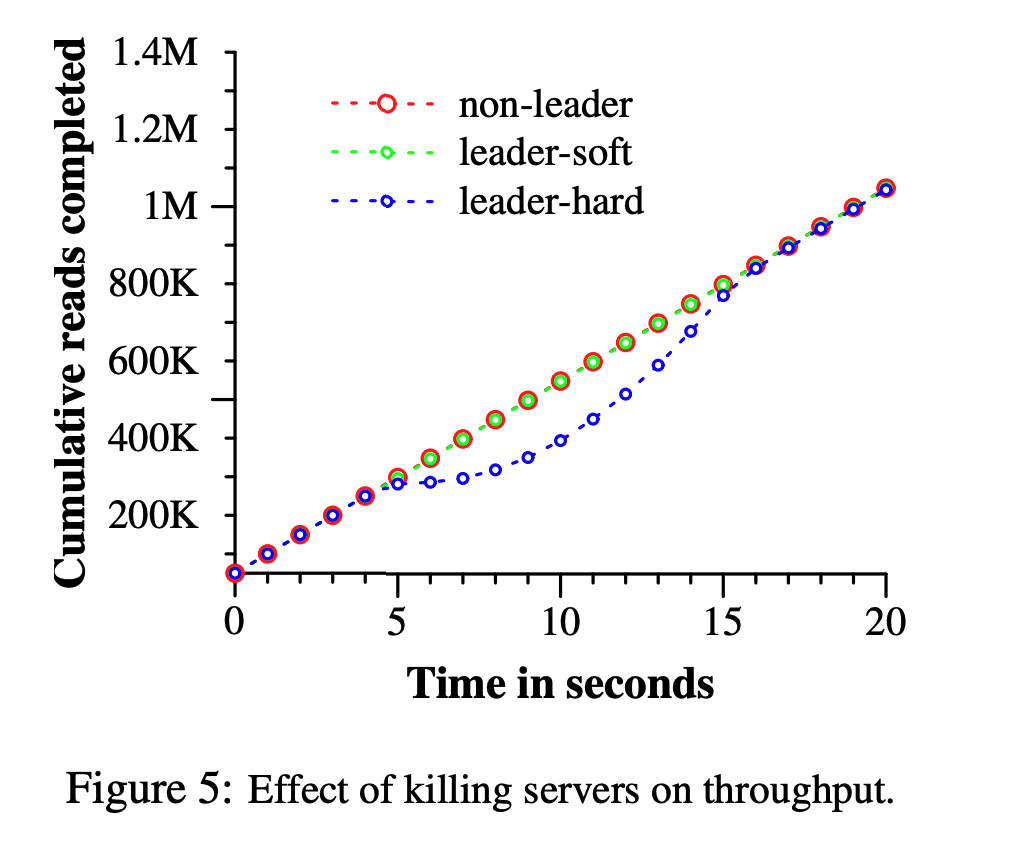 Cumulative reads completed
1.4M
1.2M
1M
800K
600K
400K
200K
non-leader
leader-soft
leader-hard
0 5 10 15 20
Time in seconds
Figure 5: Effect of killing servers on throughput.